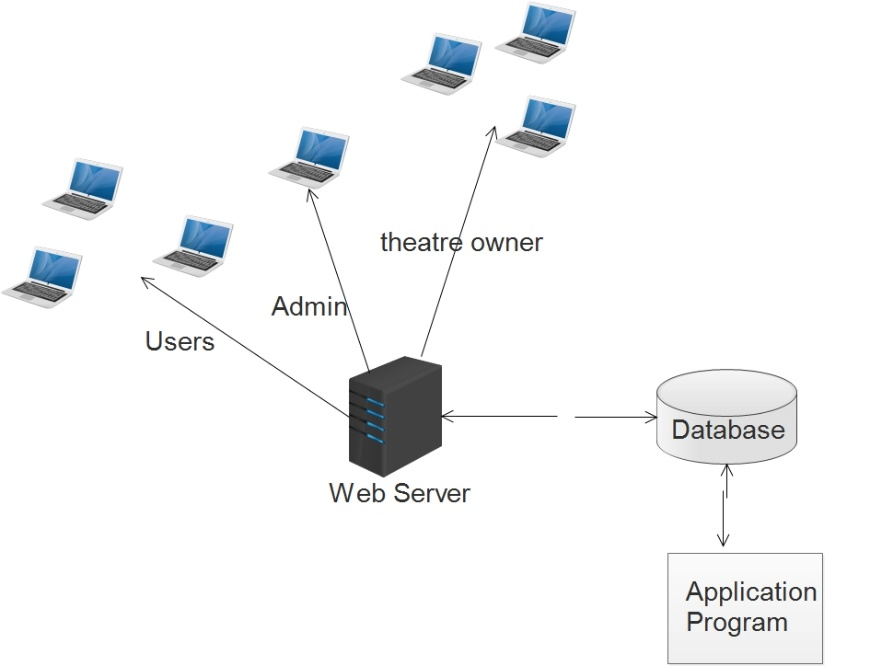 theatre owner
Admin
Users
Database
Web Server
Application
Program